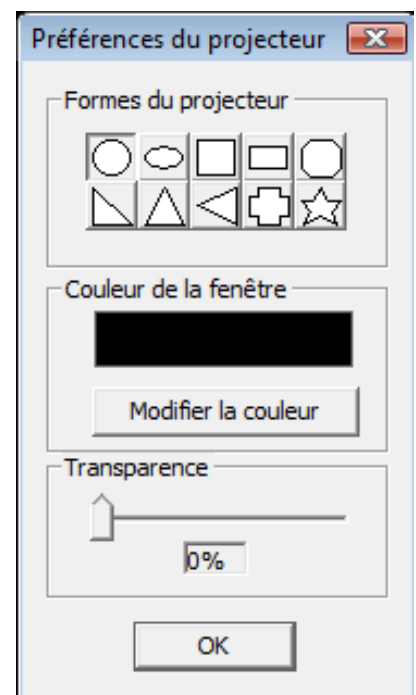 Préférences du projecteur
Formes du projecteur
Couleur de la fenêtre
Modifier la couleur
Transparence
0%
OK